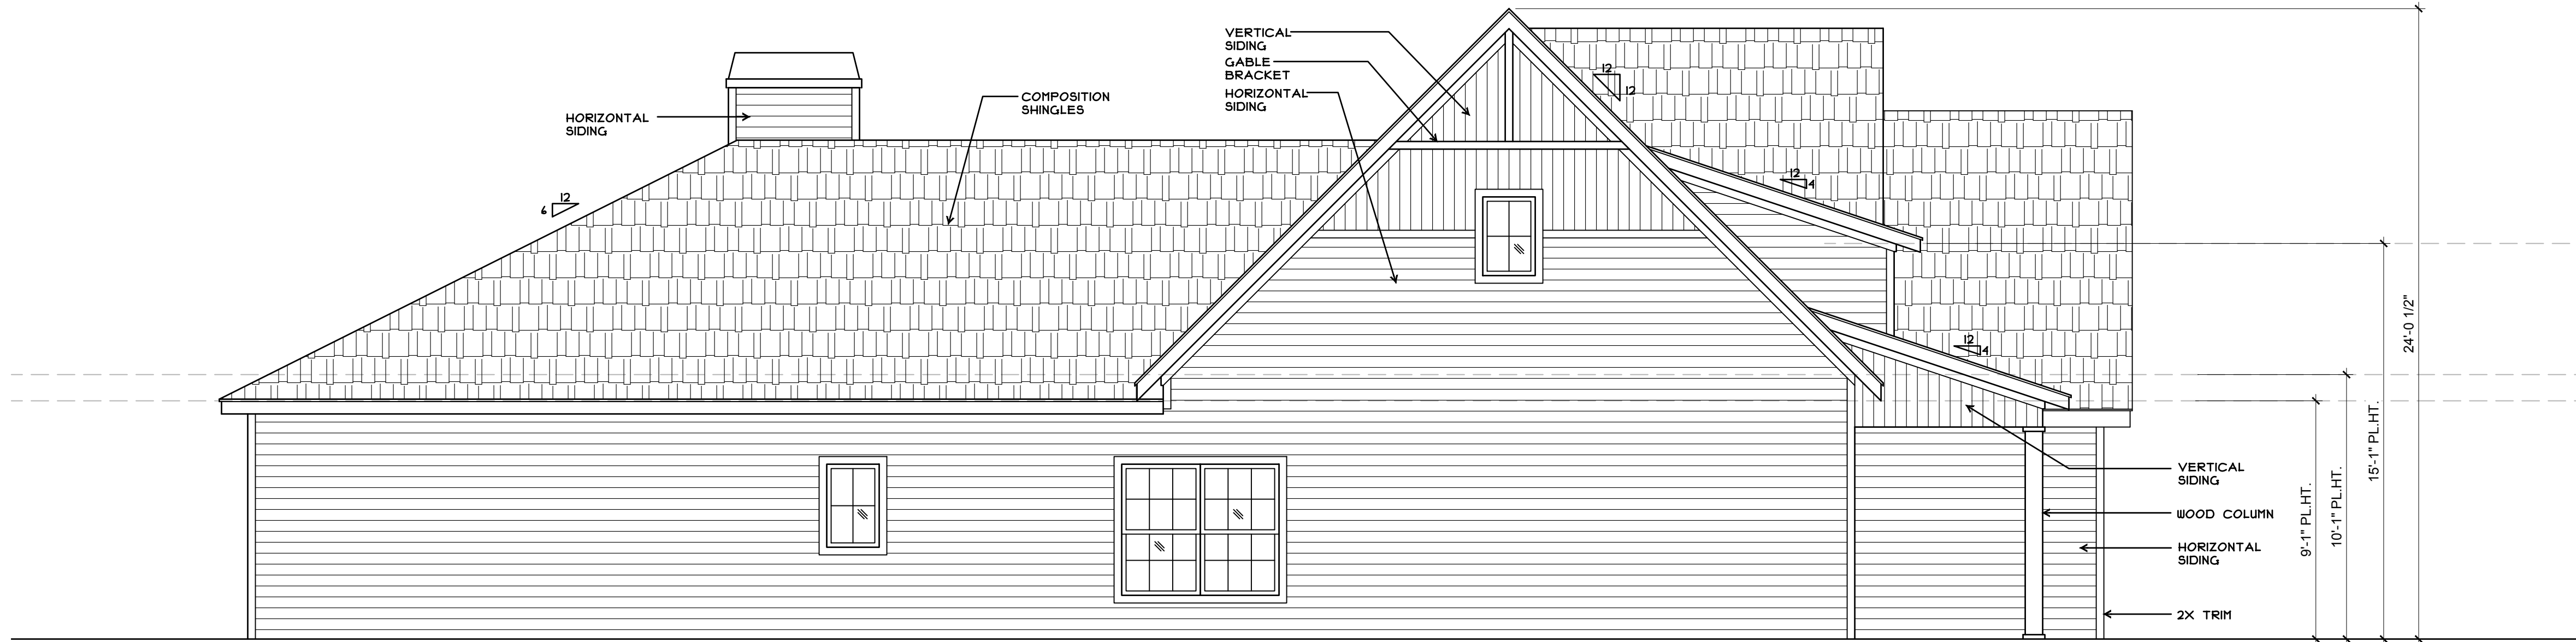 VERTICAL
SIDING
GABLE
BRACKET
HORIZONTAL
SIDING
COMPOSITION
SHINGLES
HORIZONTAL
SIDING
12
6
12
12
12
4
12
4
VERTICAL
SIDING
WOOD COLUMN
HORIZONTAL
SIDING
2X TRIM
9'-1" PL.HT.
10'-1" PL.HT.
15'-1" PL.HT.
24'-0 1/2"